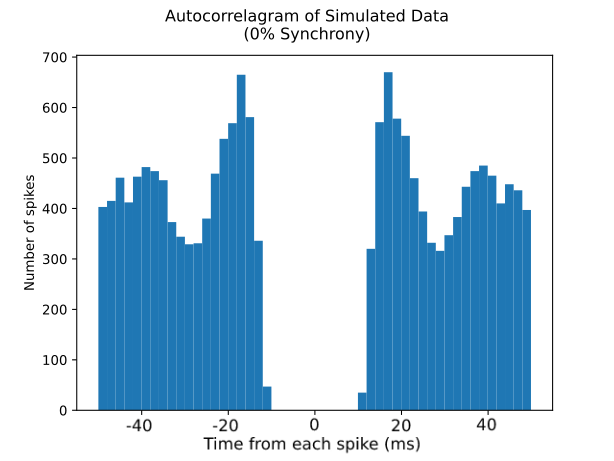 Autocorrelagram of Simulated Data
(0% Synchrony)
700
600
500
400
300
200
100
0
Number of spikes
-40 -20 0 20 40
Time from each spike (ms)